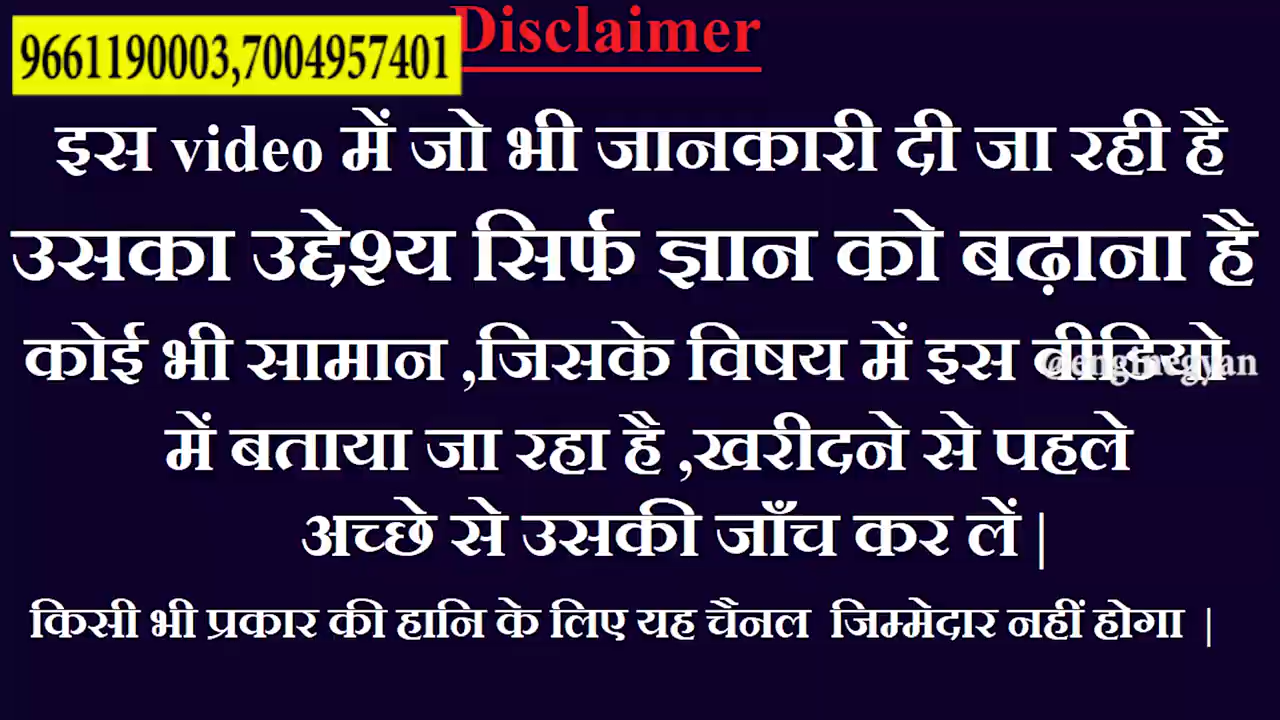 Disclaimer
9661190003,7004957401
इस video में जो भी जानकारी दी जा रही है
उसका उद्देश्य सिर्फ ज्ञान को बढ़ाना है
कोई भी सामान ,जिसके विषय में इस वीडियो
@enginegyan
में बताया जा रहा है ,खरीदने से पहले
अच्छे से उसकी जाँच कर लें |
किसी भी प्रकार की हानि के लिए यह चैनल जिम्मेदार नहीं होगा |